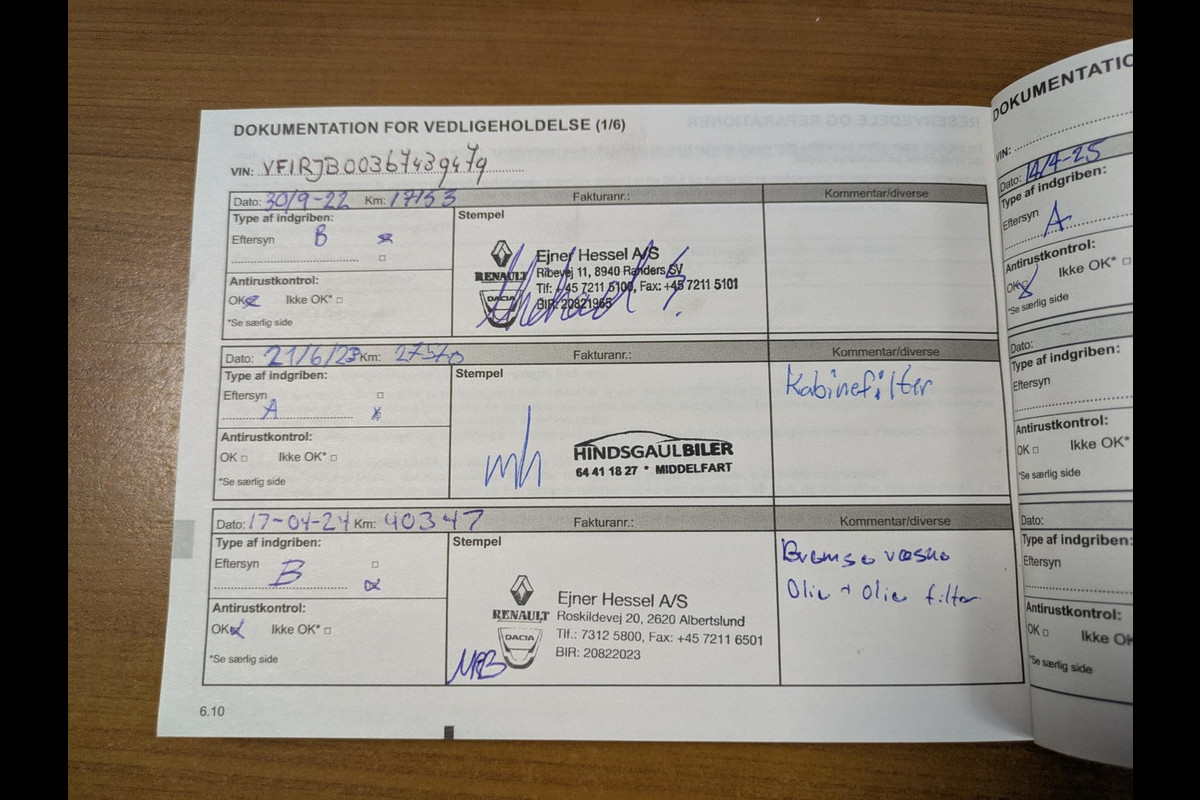 DOKUMENTATION FOR VEDLIGEHOLDELSE (1/6)
VIN: VF1RJB00367439479
Dato: 30/9-22 Km: 17153 Fakturanr.: Kommentar/diverse
Type af indgriben: Stempel
Eftersyn B
Ejner Hessel A/S
Ribevej 11, 8940 Randers SV
RENAULT
Tlf: +45 7211 5100, Fax: +45 7211 5101
DACIA
BIR: 20821965
Antirustkontrol:
OK Ikke OK*
*Se særlig side
Dato: 21/6/23 Km: Fakturanr.: Kommentar/diverse
Type af indgriben: Stempel
Eftersyn
A
Kabinefilter
mh
HINDSGAULBILER
64 41 18 27 * MIDDELFART
Antirustkontrol:
OK Ikke OK*
*Se særlig side
Dato: 17-04-24 Km: 40347 Fakturanr.: Kommentar/diverse
Type af indgriben: Stempel
Eftersyn
B
Bremse væske
Olie + Olie filter
Ejner Hessel A/S
RENAULT
Roskildevej 20, 2620 Albertslund
DACIA
Tlf.: 7312 5800, Fax: +45 7211 6501
BIR: 20822023
Antirustkontrol:
OK Ikke OK*
*Se særlig side
6.10
DOKUMENTATIO
VIN:
Dato: 14/4-25
Type af indgriben:
Eftersyn A
Antirustkontrol:
OK Ikke OK*
*Se særlig side
Dato:
Type af indgriben:
Eftersyn
Antirustkontrol:
OK Ikke OK*
*Se særlig side
Dato:
Type af indgriben:
Eftersyn
Antirustkontrol:
OK Ikke OK
*Se særlig side